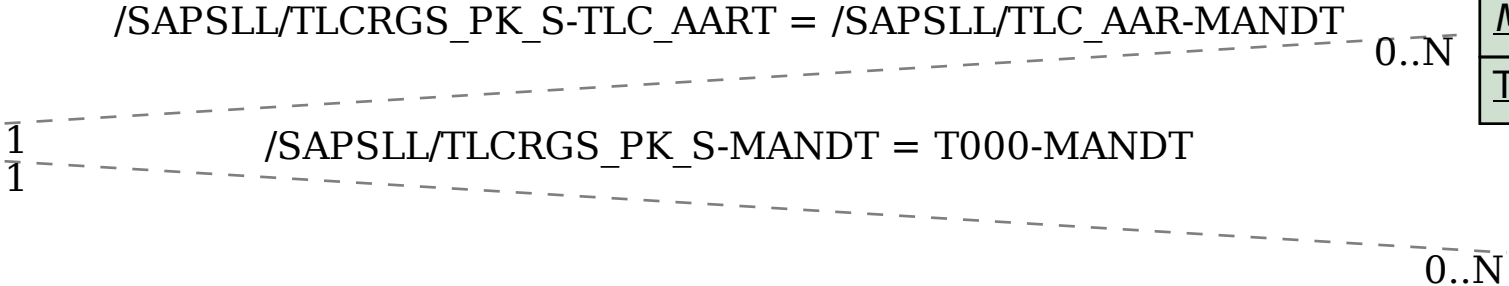 /SAPSLL/TLCRGS_PK_S-TLC_AART = /SAPSLL/TLC_AAR-MANDT
0..N
1
/SAPSLL/TLCRGS_PK_S-MANDT = T000-MANDT
1
0..N